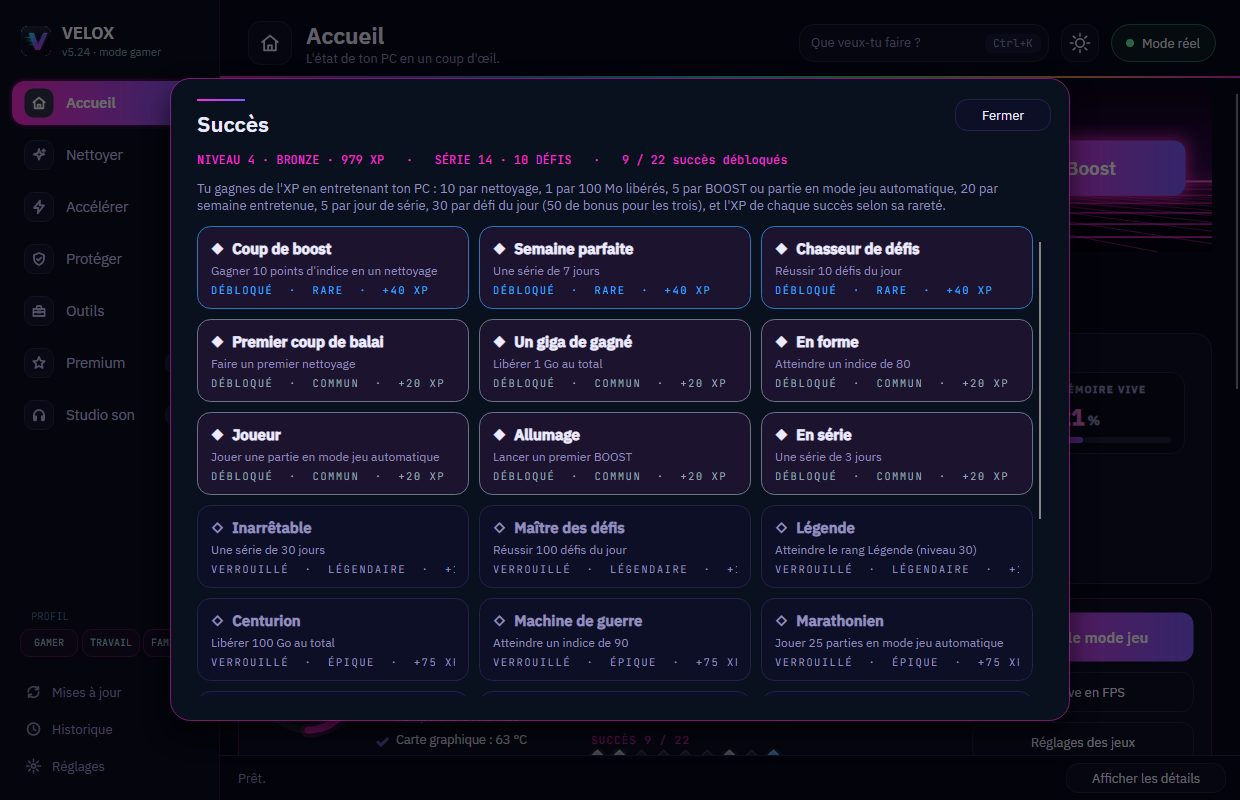 VELOX
v5.24 · mode gamer
Accueil
L'état de ton PC en un coup d'œil.
Que veux-tu faire ?
Ctrl+K
Mode réel
Accueil
Nettoyer
Accélérer
Protéger
Outils
Premium
Studio son
PROFIL
GAMER
TRAVAIL
Mises à jour
Historique
Réglages
Succès
Fermer
NIVEAU 4 · BRONZE · 979 XP · SÉRIE 14 · 10 DÉFIS · 9 / 22 succès débloqués
Tu gagnes de l'XP en entretenant ton PC : 10 par nettoyage, 1 par 100 Mo libérés, 5 par BOOST ou partie en mode jeu automatique, 20 par
semaine entretenue, 5 par jour de série, 30 par défi du jour (50 de bonus pour les trois), et l'XP de chaque succès selon sa rareté.
Coup de boost
Gagner 10 points d'indice en un nettoyage
DÉBLOQUÉ · RARE · +40 XP
Semaine parfaite
Une série de 7 jours
DÉBLOQUÉ · RARE · +40 XP
Chasseur de défis
Réussir 10 défis du jour
DÉBLOQUÉ · RARE · +40 XP
Premier coup de balai
Faire un premier nettoyage
DÉBLOQUÉ · COMMUN · +20 XP
Un giga de gagné
Libérer 1 Go au total
DÉBLOQUÉ · COMMUN · +20 XP
En forme
Atteindre un indice de 80
DÉBLOQUÉ · COMMUN · +20 XP
Joueur
Jouer une partie en mode jeu automatique
DÉBLOQUÉ · COMMUN · +20 XP
Allumage
Lancer un premier BOOST
DÉBLOQUÉ · COMMUN · +20 XP
En série
Une série de 3 jours
DÉBLOQUÉ · COMMUN · +20 XP
Inarrêtable
Une série de 30 jours
VERROUILLÉ · LÉGENDAIRE ·
Maître des défis
Réussir 100 défis du jour
VERROUILLÉ · LÉGENDAIRE ·
Légende
Atteindre le rang Légende (niveau 30)
VERROUILLÉ · LÉGENDAIRE ·
Centurion
Libérer 100 Go au total
VERROUILLÉ · ÉPIQUE · +75
Machine de guerre
Atteindre un indice de 90
VERROUILLÉ · ÉPIQUE · +75
Marathonien
Jouer 25 parties en mode jeu automatique
VERROUILLÉ · ÉPIQUE · +75
Boost
VIVE
%
mode jeu
en FPS
Réglages des jeux
Carte graphique : 63 °C
SUCCÈS 9 / 22
Prêt.
Afficher les détails